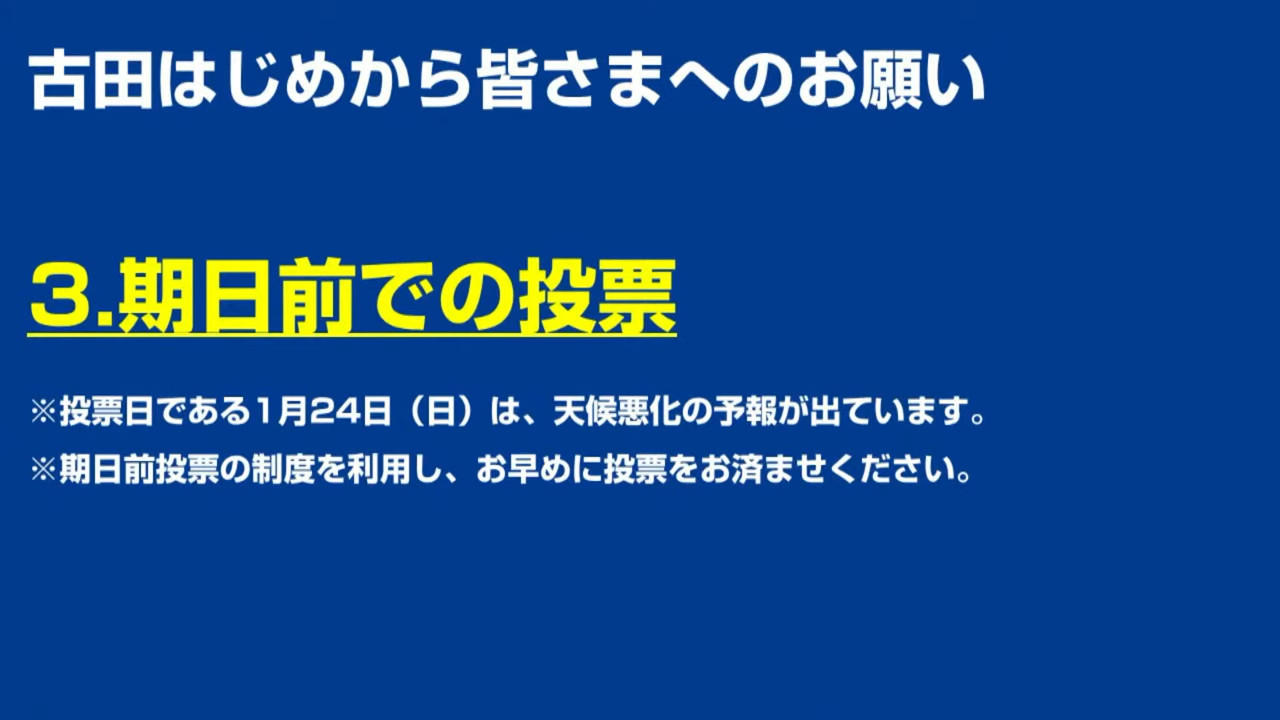 古田はじめから皆さまへのお願い
3.期日前での投票
※投票日である1月24日（日）は、天候悪化の予報が出ています。
※期日前投票の制度を利用し、お早めに投票をお済ませください。